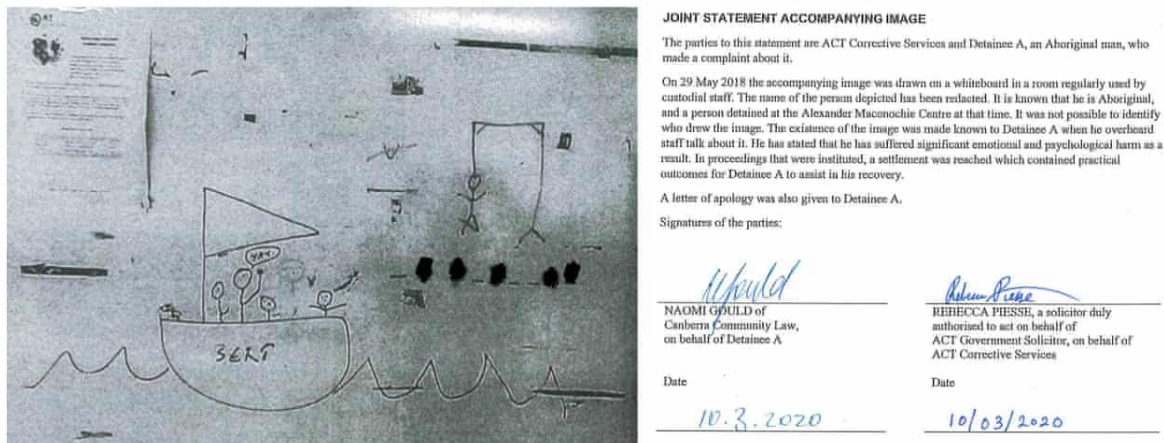 YAY
BERT
JOINT STATEMENT ACCOMPANYING IMAGE
The parties to this statement are ACT Corrective Services and Detainee A, an Aboriginal man, who
made a complaint about it.
On 29 May 2018 the accompanying image was drawn on a whiteboard in a room regularly used by
custodial staff. The name of the person depicted has been redacted. It is known that he is Aboriginal,
and a person detained at the Alexander Maconochie Centre at that time. It was not possible to identify
who drew the image. The existence of the image was made known to Detainee A when he overheard
staff talk about it. He has stated that he has suffered significant emotional and psychological harm as a
result. In proceedings that were instituted, a settlement was reached which contained practical
outcomes for Detainee A to assist in his recovery.
A letter of apology was also given to Detainee A.
Signatures of the parties:
NAOMI GOULD of
Canberra Community Law,
on behalf of Detainee A
Date
10.3.2020
Rebecca Piesse
REBECCA PIESSE, a solicitor duly
authorised to act on behalf of
ACT Government Solicitor, on behalf of
ACT Corrective Services
Date
10/03/2020